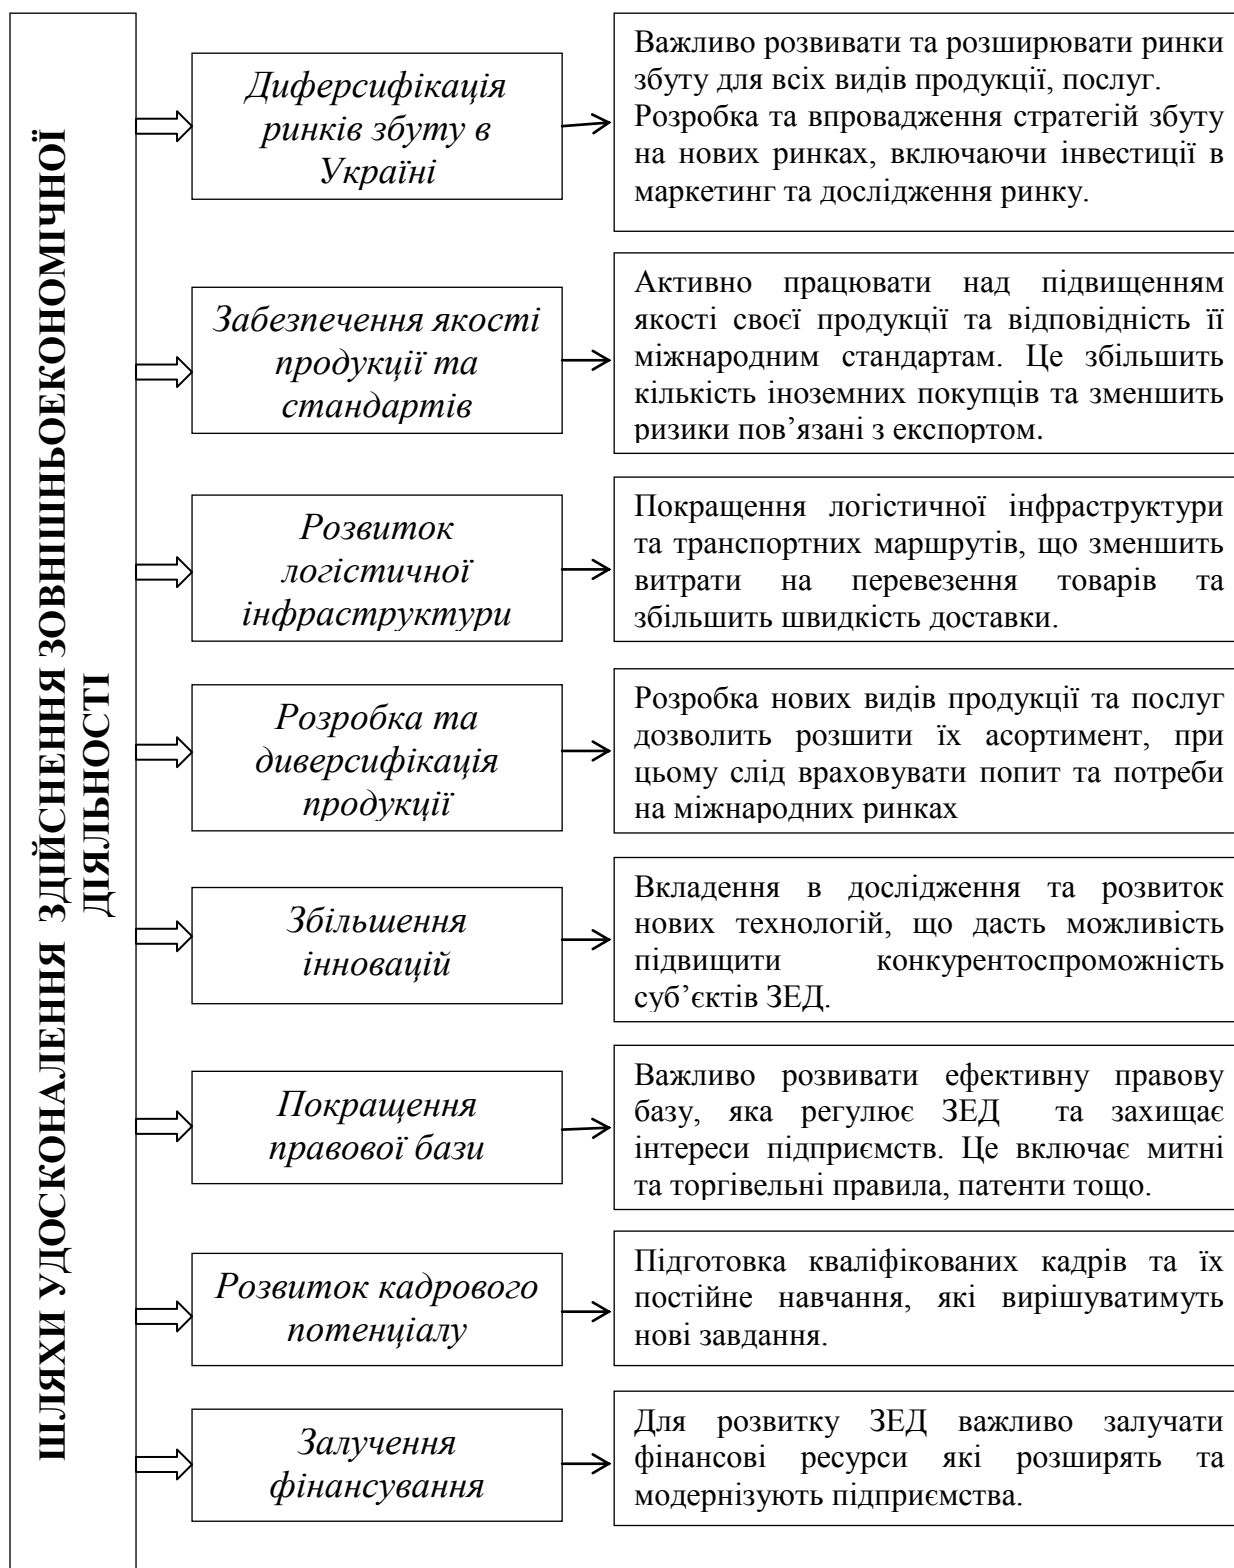 ШЛЯХИ УДОСКОНАЛЕННЯ ЗДІЙСНЕННЯ ЗОВНІШНЬОЕКОНОМІЧНОЇ
ДІЯЛЬНОСТІ
Диферсифікація
ринків збуту в
Україні
Важливо розвивати та розширювати ринки
збуту для всіх видів продукції, послуг.
Розробка та впровадження стратегій збуту
на нових ринках, включаючи інвестиції в
маркетинг та дослідження ринку.
Забезпечення якості
продукції та
стандартів
Активно працювати над підвищенням
якості своєї продукції та відповідність її
міжнародним стандартам. Це збільшить
кількість іноземних покупців та зменшить
ризики пов’язані з експортом.
Розвиток
логістичної
інфраструктури
Покращення логістичної інфраструктури
та транспортних маршрутів, що зменшить
витрати на перевезення товарів та
збільшить швидкість доставки.
Розробка та
диверсифікація
продукції
Розробка нових видів продукції та послуг
дозволить розшити їх асортимент, при
цьому слід враховувати попит та потреби
на міжнародних ринках
Збільшення
інновацій
Вкладення в дослідження та розвиток
нових технологій, що дасть можливість
підвищити конкурентоспроможність
суб’єктів ЗЕД.
Покращення
правової бази
Важливо розвивати ефективну правову
базу, яка регулює ЗЕД та захищає
інтереси підприємств. Це включає митні
та торгівельні правила, патенти тощо.
Розвиток кадрового
потенціалу
Підготовка кваліфікованих кадрів та їх
постійне навчання, які вирішуватимуть
нові завдання.
Залучення
фінансування
Для розвитку ЗЕД важливо залучати
фінансові ресурси які розширять та
модернізують підприємства.